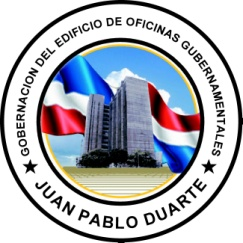 GOBERNACION DEL EDIFICIO DE OFICINAS GUBERNAMENTALES
JUAN PABLO DUARTE